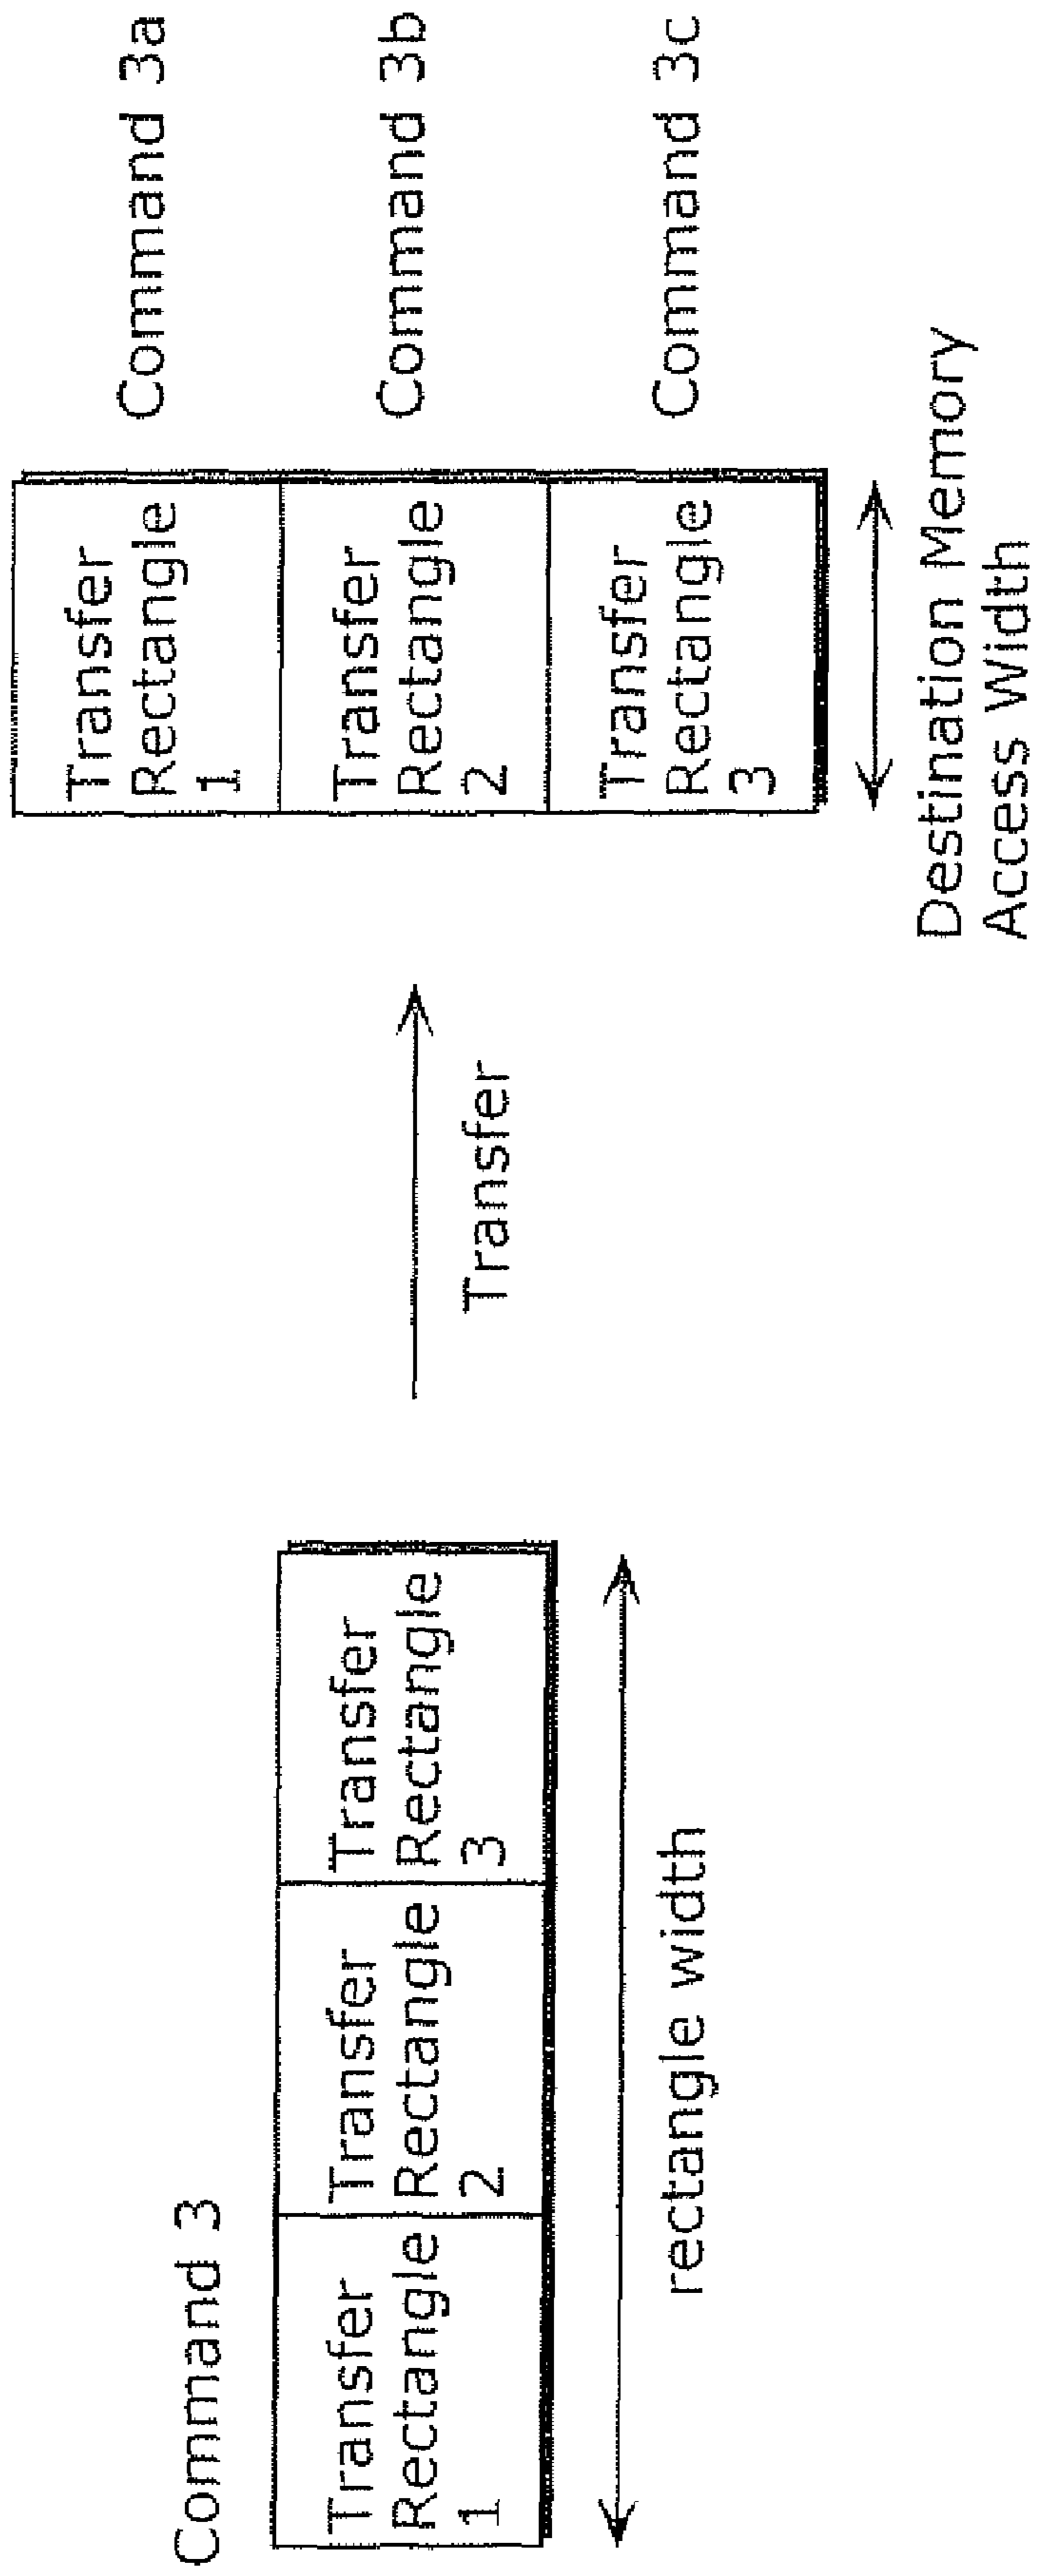 Command 3
Transfer
Rectangle
1
Transfer
Rectangle
2
Transfer
Rectangle
3
rectangle width
Transfer
Transfer
Rectangle
1
Command 3a
Transfer
Rectangle
2
Command 3b
Transfer
Rectangle
3
Command 3c
Destination Memory
Access Width